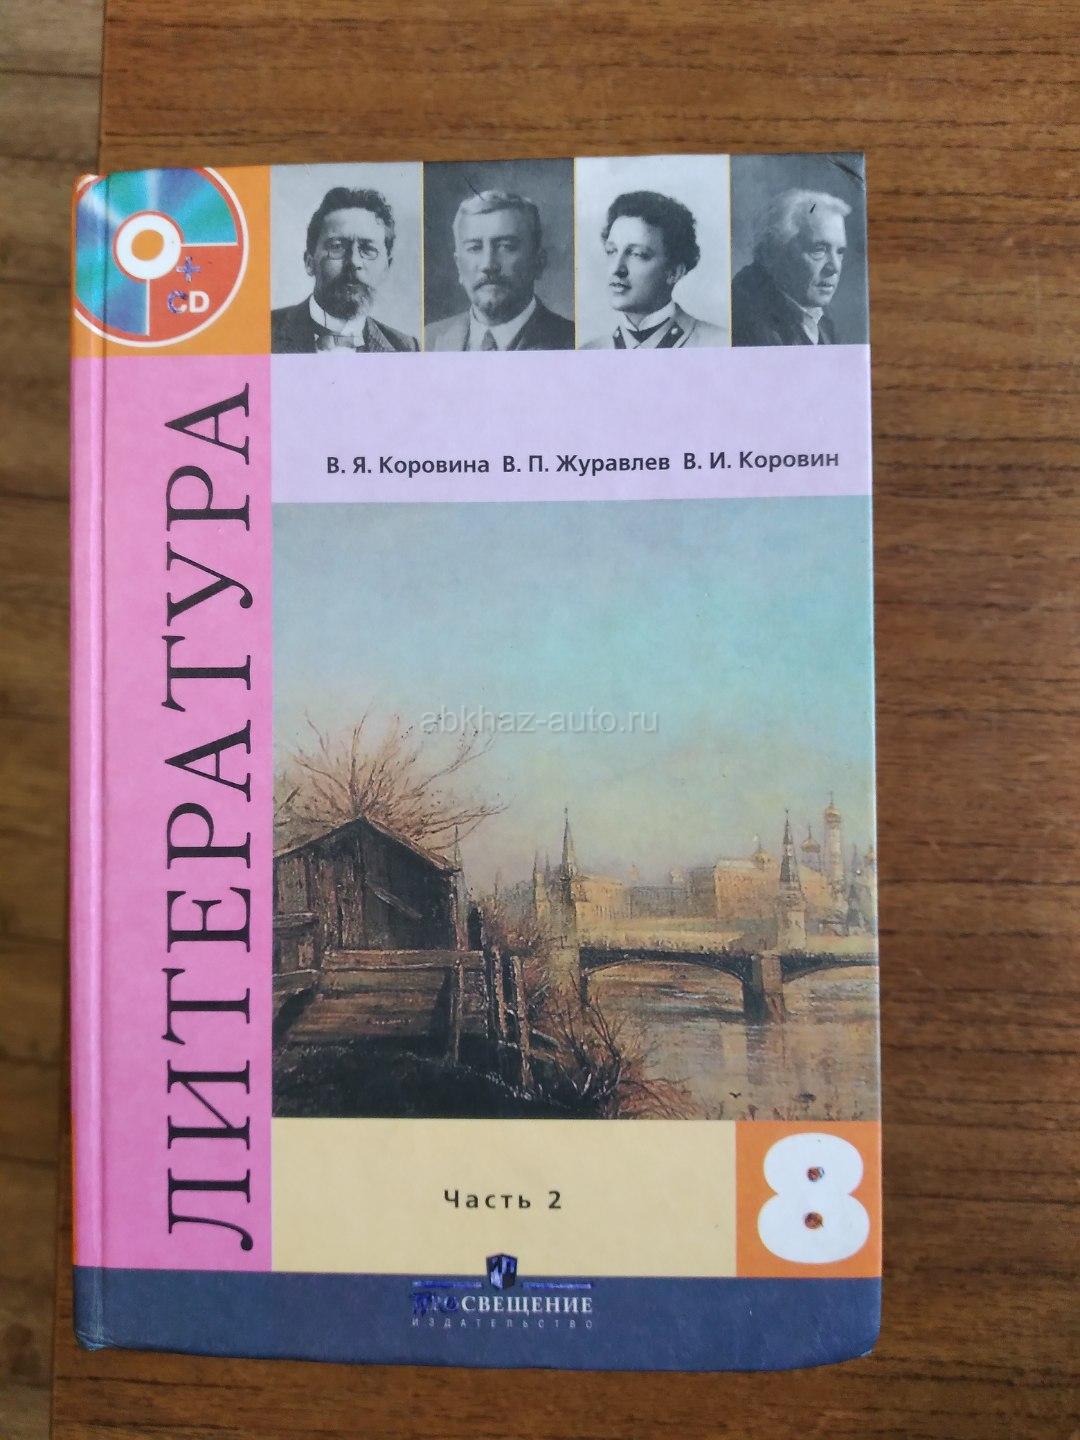 +
CD
ЛИТЕРАТУРА
В. Я. Коровина В. П. Журавлев В. И. Коровин
abkhaz-auto.ru
Часть 2
8
ПРОСВЕЩЕНИЕ
ИЗДАТЕЛЬСТВО